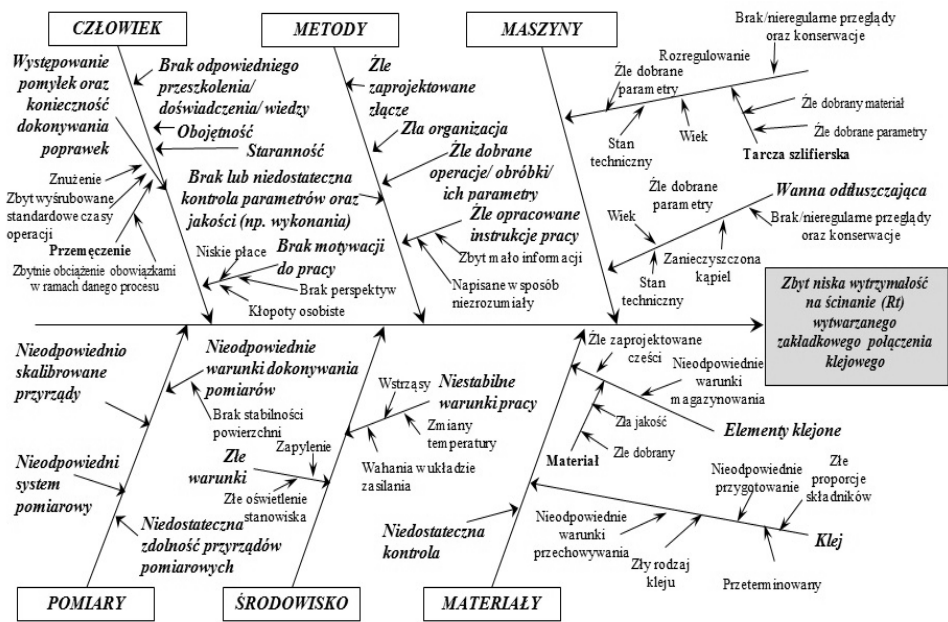 CZŁOWIEK
Występowanie
pomyłek oraz
konieczność
dokonywania
poprawek
Brak odpowiedniego
przeszkolenia/
doświadczenia/ wiedzy
Obojętność
Staranność
Znużenie
Zbyt wyśrubowane
standardowe czasy
operacji
Przemęczenie
Zbytnie obciążenie obowiązkami
w ramach danego procesu
Niskie płace
Brak motywacji
do pracy
Brak perspektyw
Kłopoty osobiste
METODY
Źle
zaprojektowane
złącze
Zła organizacja
Źle dobrane
operacje/ obróbki/
ich parametry
Brak lub niedostateczna
kontrola parametrów oraz
jakości (np. wykonania)
Źle opracowane
instrukcje pracy
Zbyt mało informacji
Napisane w sposób
niezrozumiały
MASZYNY
Brak/nieregularne przeglądy
oraz konserwacje
Rozregulowanie
Źle dobrane
parametry
Stan
techniczny
Wiek
Źle dobrany materiał
Źle dobrane parametry
Tarcza szlifierska
Źle dobrane
parametry
Wanna odtłuszczająca
Wiek
Brak/nieregularne przeglądy
oraz konserwacje
Zanieczyszczona
kąpiel
Stan
techniczny
Zbyt niska wytrzymałość
na ścinanie (Rt)
wytwarzanego
zakładkowego połączenia
klejowego
Nieodpowiednio
skalibrowane
przyrządy
Nieodpowiednie
warunki dokonywania
pomiarów
Brak stabilności
powierzchni
Nieodpowiedni
system
pomiarowy
Niedostateczna
zdolność przyrządów
pomiarowych
POMIARY
Wstrząsy
Niestabilne
warunki pracy
Zmiany
temperatury
Wahania w układzie
zasilania
Zapylenie
Złe
warunki
Złe oświetlenie
stanowiska
ŚRODOWISKO
Źle zaprojektowane
części
Nieodpowiednie
warunki
magazynowania
Elementy klejone
Zła jakość
Materiał
Źle dobrany
Niedostateczna
kontrola
Nieodpowiednie
warunki
przechowywania
Zły rodzaj
kleju
Nieodpowiednie
przygotowanie
Złe
proporcje
składników
Klej
Przeterminowany
MATERIAŁY